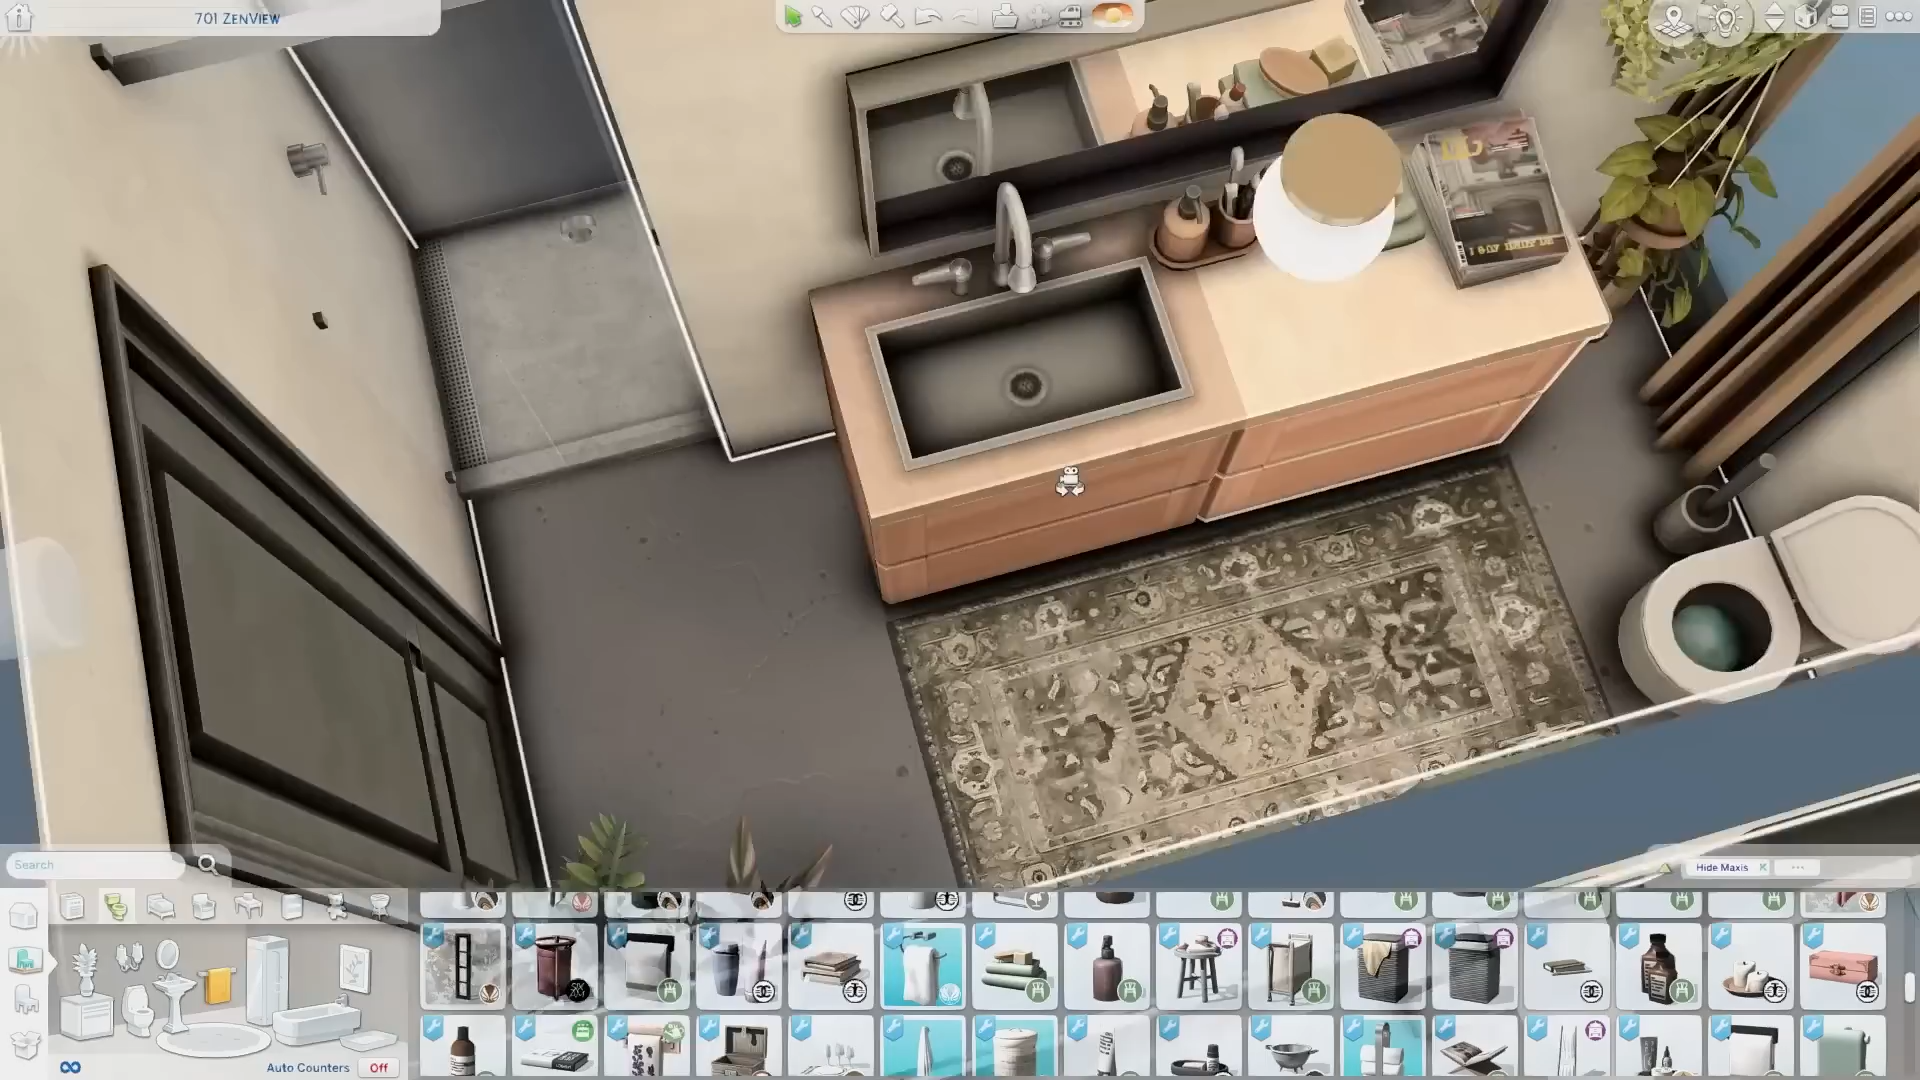 701 ZenView
Search
Hide Maxis
Auto Counters
Off